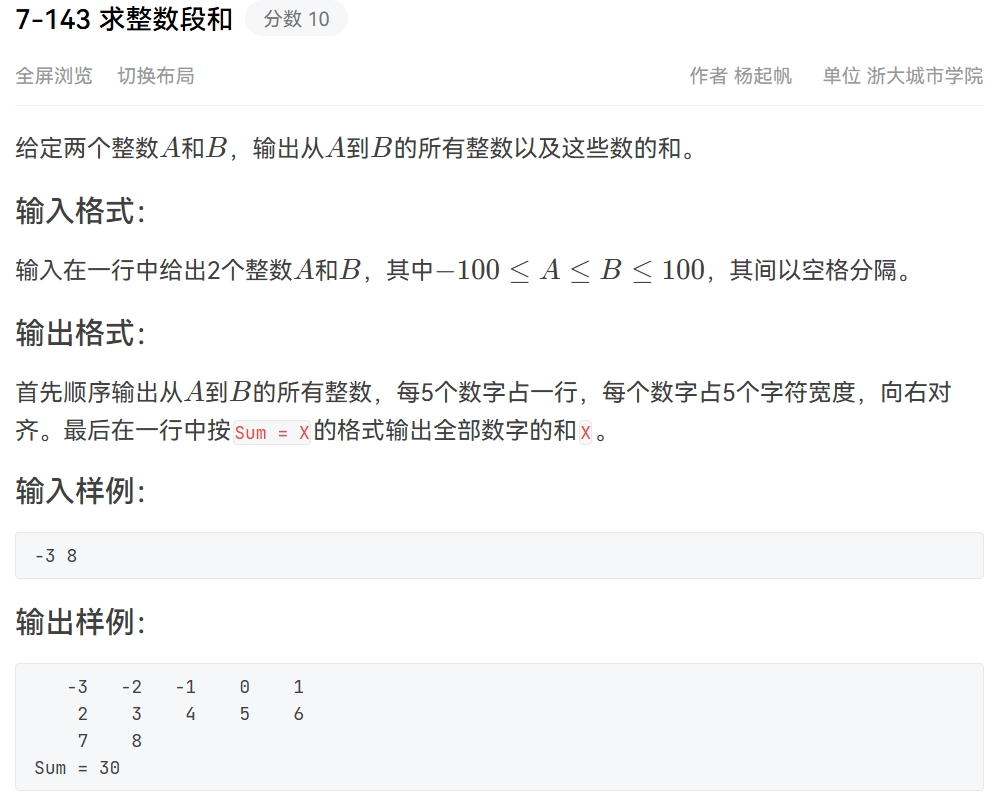 7-143 求整数段和 分数 10
全屏浏览 切换布局 作者 杨起帆 单位 浙大城市学院
给定两个整数A和B，输出从A到B的所有整数以及这些数的和。
输入格式：
输入在一行中给出2个整数A和B，其中−100 ≤ A ≤ B ≤ 100，其间以空格分隔。
输出格式：
首先顺序输出从A到B的所有整数，每5个数字占一行，每个数字占5个字符宽度，向右对
齐。最后在一行中按Sum = X的格式输出全部数字的和X。
输入样例：
-3 8
输出样例：
   -3   -2   -1    0    1
    2    3    4    5    6
    7    8
Sum = 30